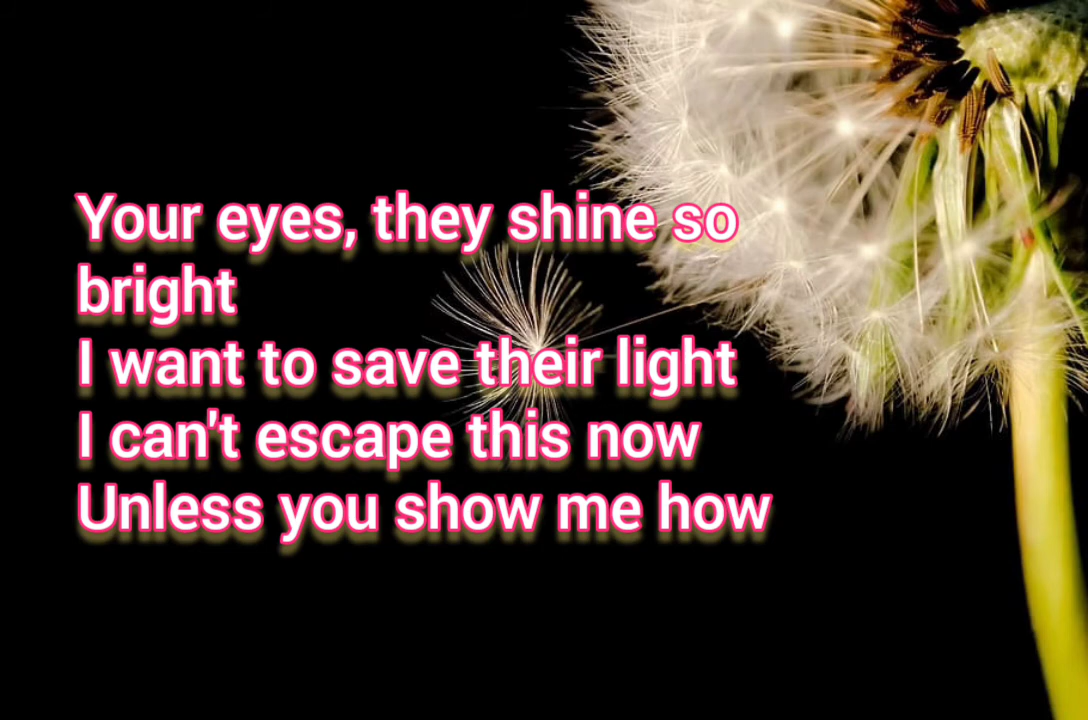 Your eyes, they shine so
bright
I want to save their light
I can't escape this now
Unless you show me how